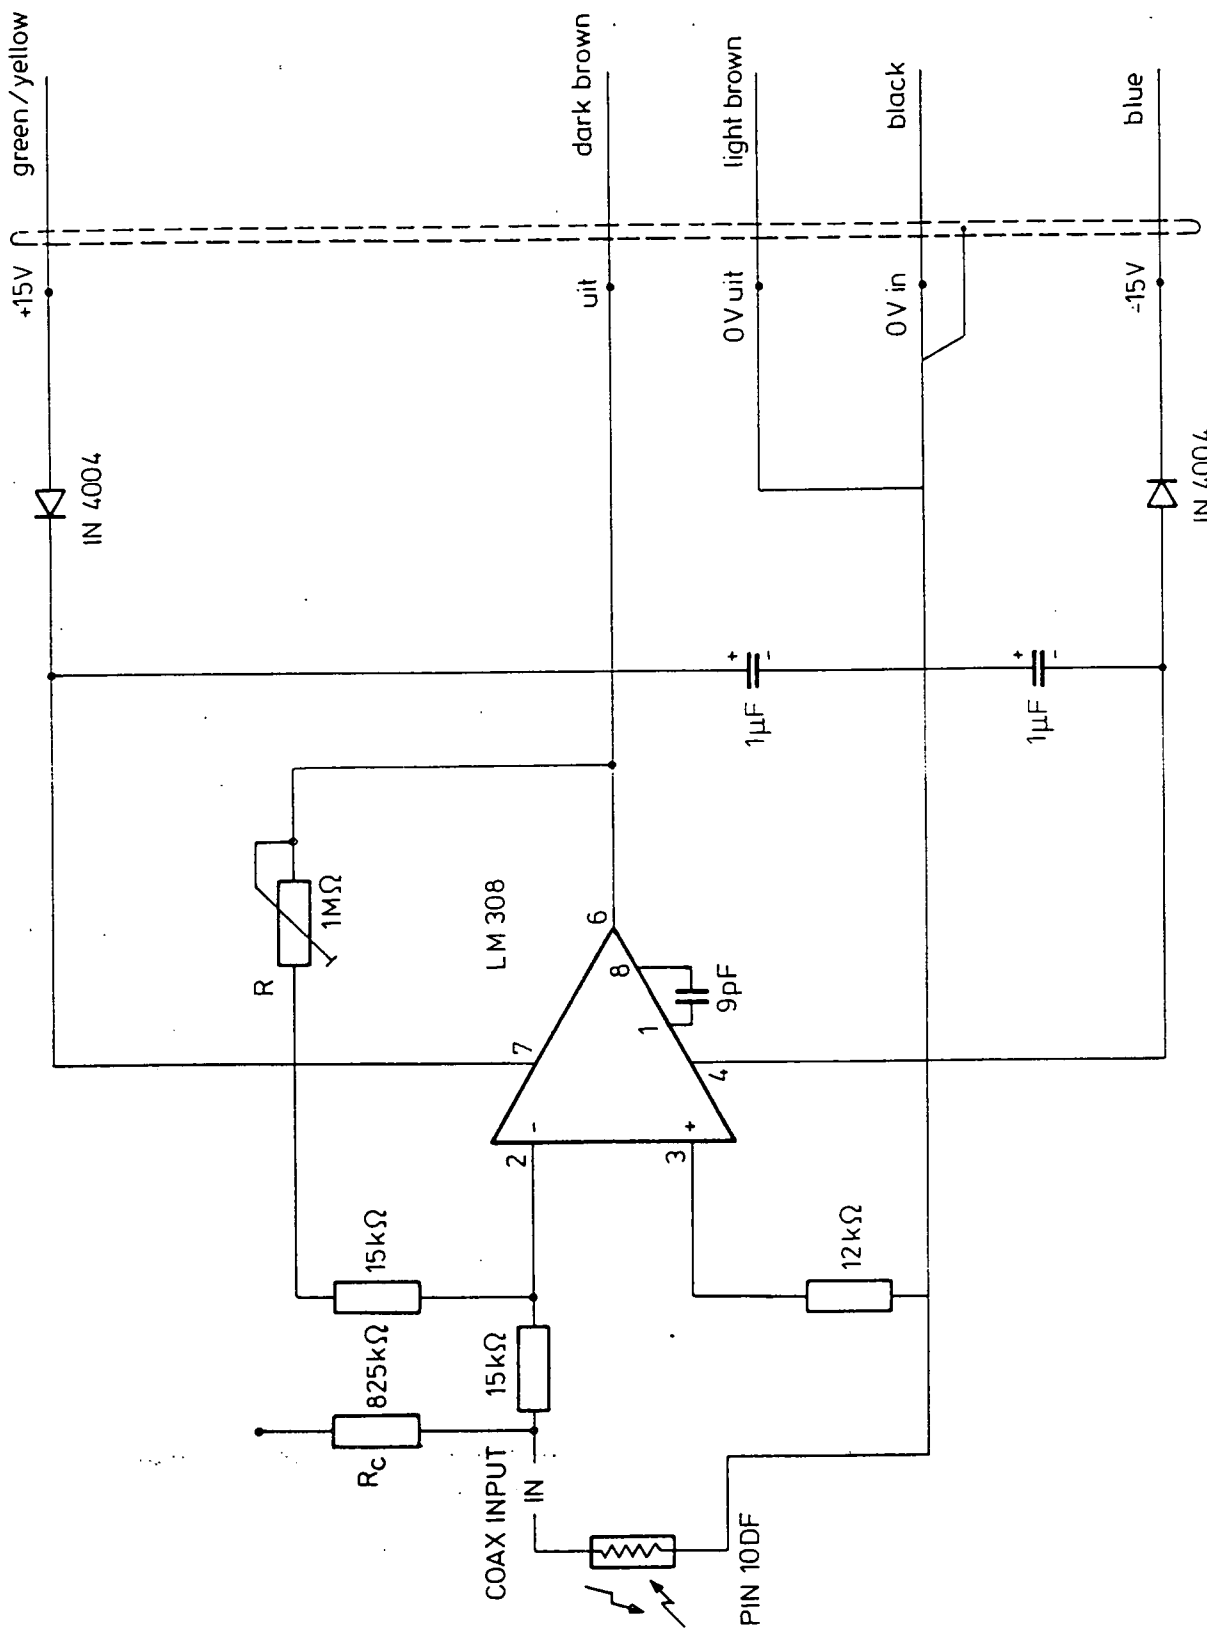 green/yellow
+15V
IN 4004
dark brown
uit
light brown
0V uit
black
0V in
blue
-15V
IN 4004
1µF
+
-
1µF
+
-
R
1MΩ
LM 308
7
6
8
1
9pF
4
2
-
3
+
15kΩ
825kΩ
Rc
15kΩ
12kΩ
COAX INPUT
IN
PIN 10DF